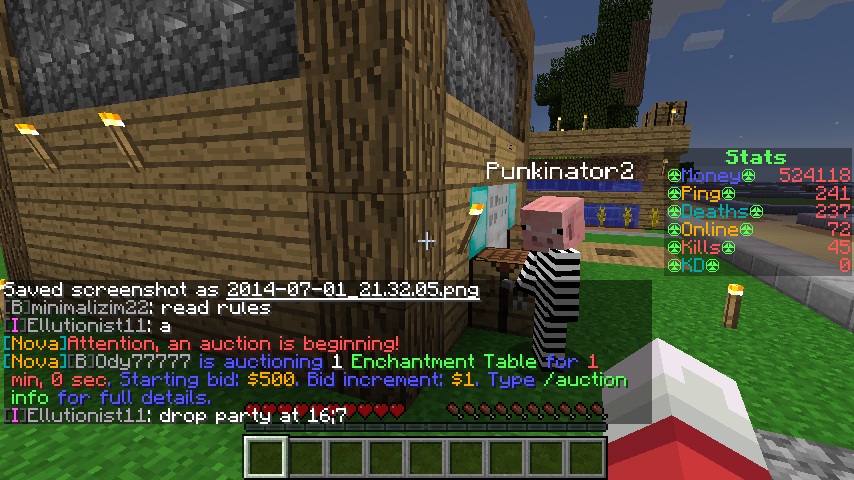 Punkinator2
Stats
Money 524118
Ping 241
Deaths 237
Online 72
Kills 45
KD 0
Saved screenshot as 2014-07-01_21.32.05.png
[B]minimalizim22: read rules
[I]Ellutionist11: a
[Nova]Attention, an auction is beginning!
[Nova][B]Ody77777 is auctioning 1 Enchantment Table for 1
min, 0 sec. Starting bid: $500. Bid increment: $1. Type /auction
info for full details.
[I]Ellutionist11: drop party at 16;7